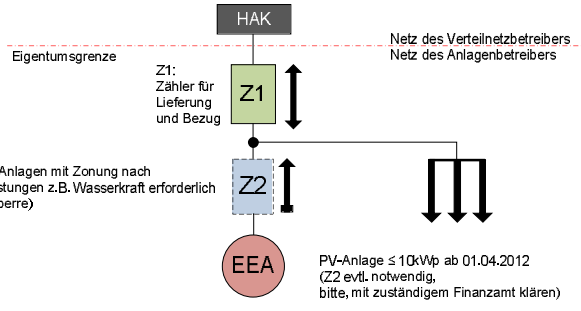 HAK
Netz des Verteilnetzbetreibers
Eigentumsgrenze
Netz des Anlagenbetreibers
Z1:
Zähler für
Lieferung
und Bezug
Z1
Anlagen mit Zonung nach
stungen z.B. Wasserkraft erforderlich
perre)
Z2
EEA
PV-Anlage ≤ 10kWp ab 01.04.2012
(Z2 evtl. notwendig,
bitte, mit zuständigem Finanzamt klären)